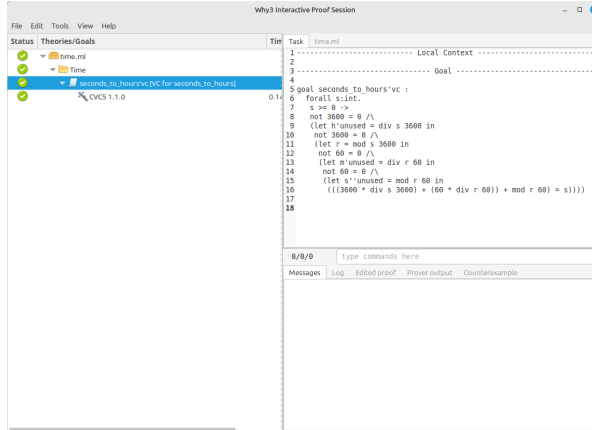 Why3 Interactive Proof Session
File Edit Tools View Help
Status Theories/Goals Tim
time.ml
Time
seconds_to_hours'vc [VC for seconds_to_hours]
CVC5 1.1.0 0.14
Task time.ml
1 --------------------------- Local Context ---------------------------
2
3 ------------------------------- Goal --------------------------------
4
5 goal seconds_to_hours'vc :
6 forall s:int.
7 s >= 0 ->
8 not 3600 = 0 /\
9 (let h'unused = div s 3600 in
10 not 3600 = 0 /\
11 (let r = mod s 3600 in
12 not 60 = 0 /\
13 (let m'unused = div r 60 in
14 not 60 = 0 /\
15 (let s''unused = mod r 60 in
16 (((3600 * div s 3600) + (60 * div r 60)) + mod r 60) = s))))
17
18
0/0/0 type commands here
Messages Log Edited proof Prover output Counterexample